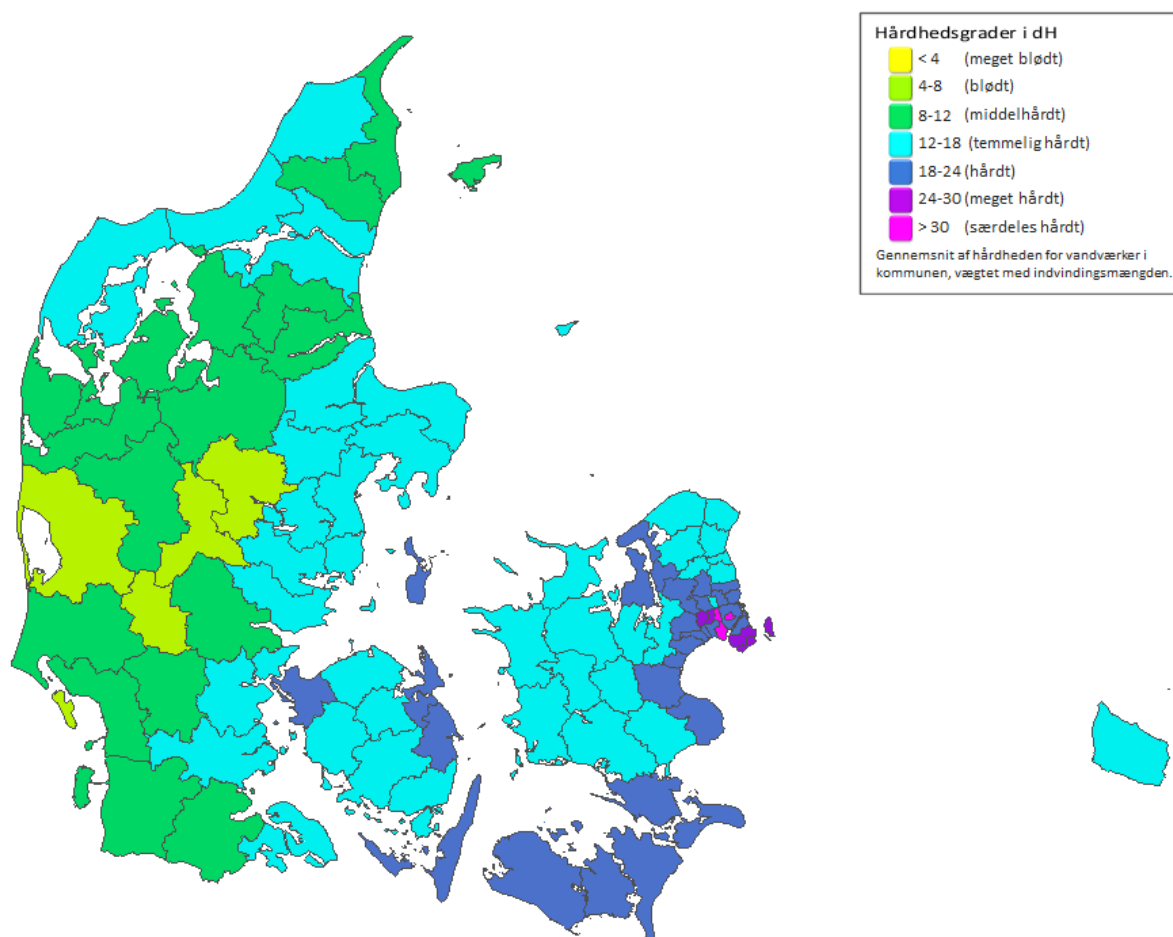 Hårdhedsgrader i dH
< 4 (meget blødt)
4-8 (blødt)
8-12 (middelhårdt)
12-18 (temmelig hårdt)
18-24 (hårdt)
24-30 (meget hårdt)
> 30 (særdeles hårdt)
Gennemsnit af hårdheden for vandværker i
kommunen, vægtet med indvindingsmængden.